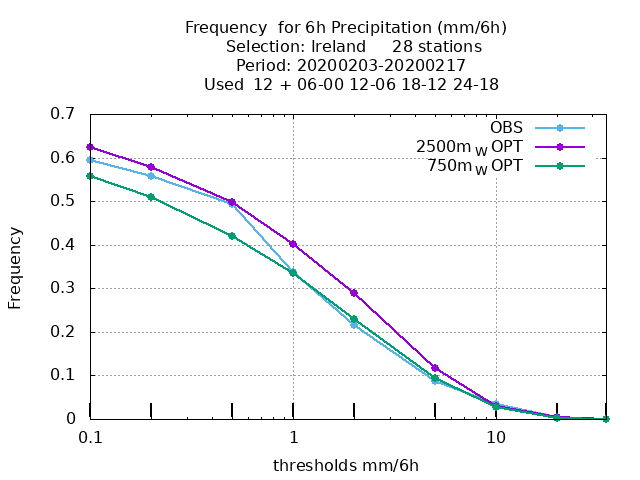 Frequency  for 6h Precipitation (mm/6h)
Selection: Ireland     28 stations
Period: 20200203-20200217
Used  12 + 06-00 12-06 18-12 24-18
OBS
2500m W OPT
750m W OPT
0.7
0.6
0.5
0.4
0.3
0.2
0.1
0
Frequency
0.1
1
10
thresholds mm/6h